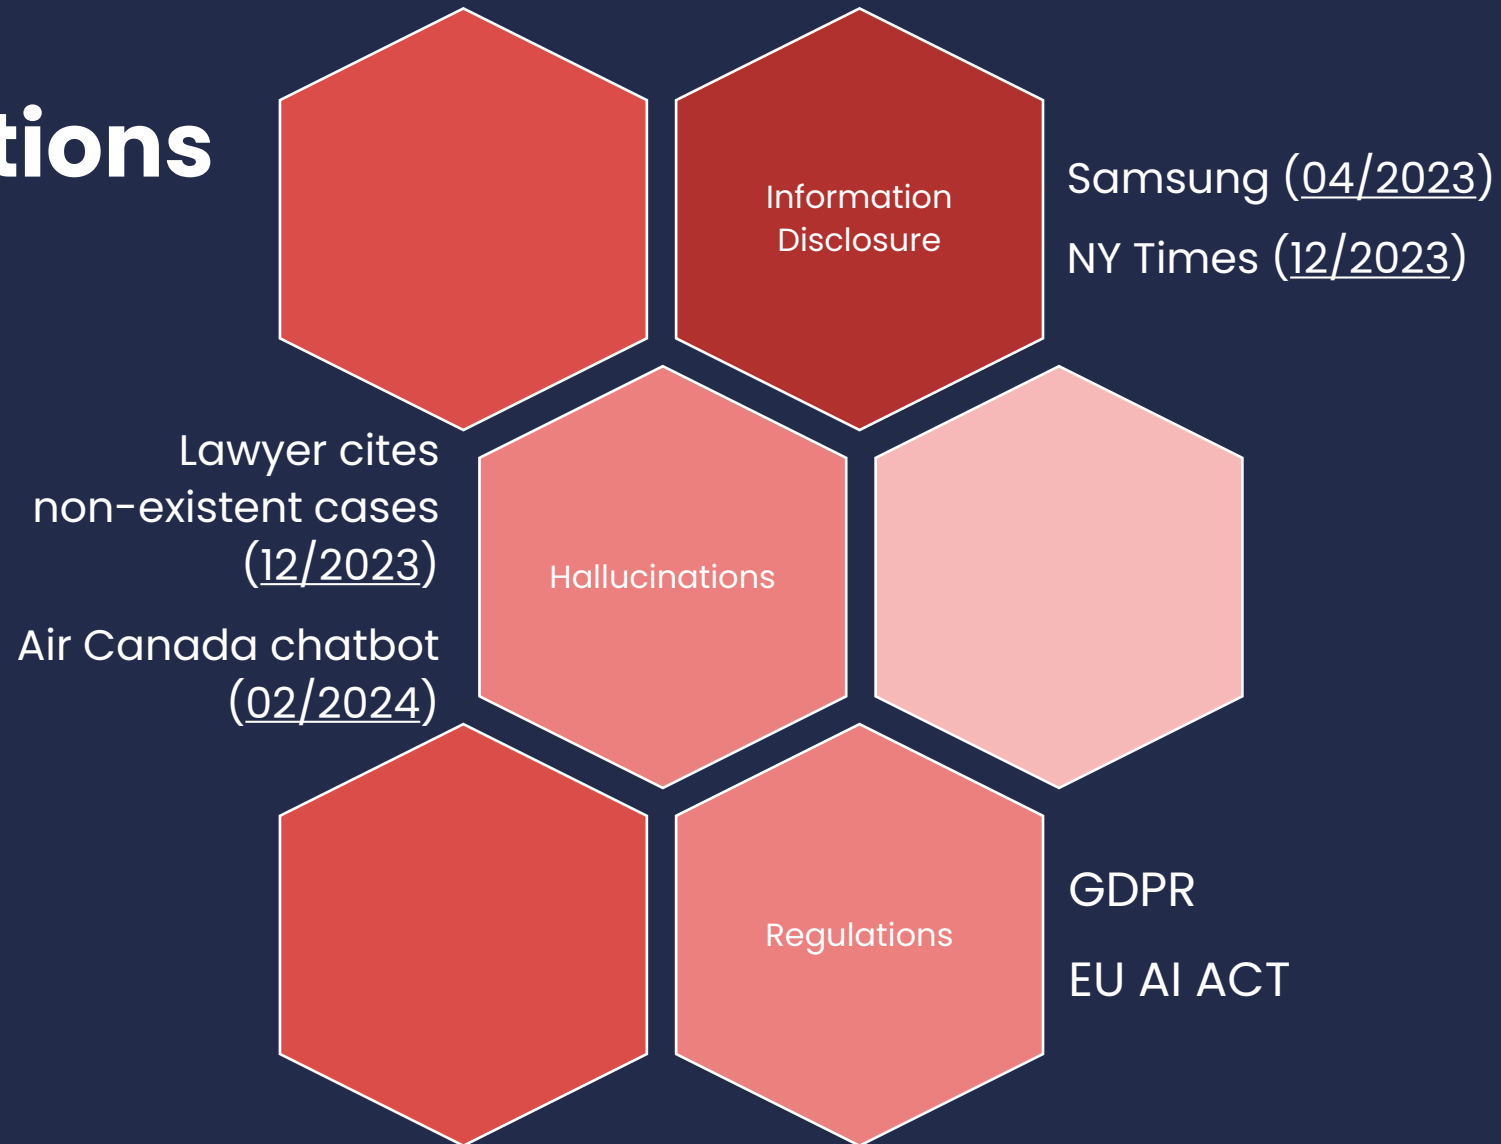 tions
Information
Disclosure
Samsung (04/2023)
NY Times (12/2023)
Lawyer cites
non-existent cases
(12/2023)
Air Canada chatbot
(02/2024)
Hallucinations
Regulations
GDPR
EU AI ACT